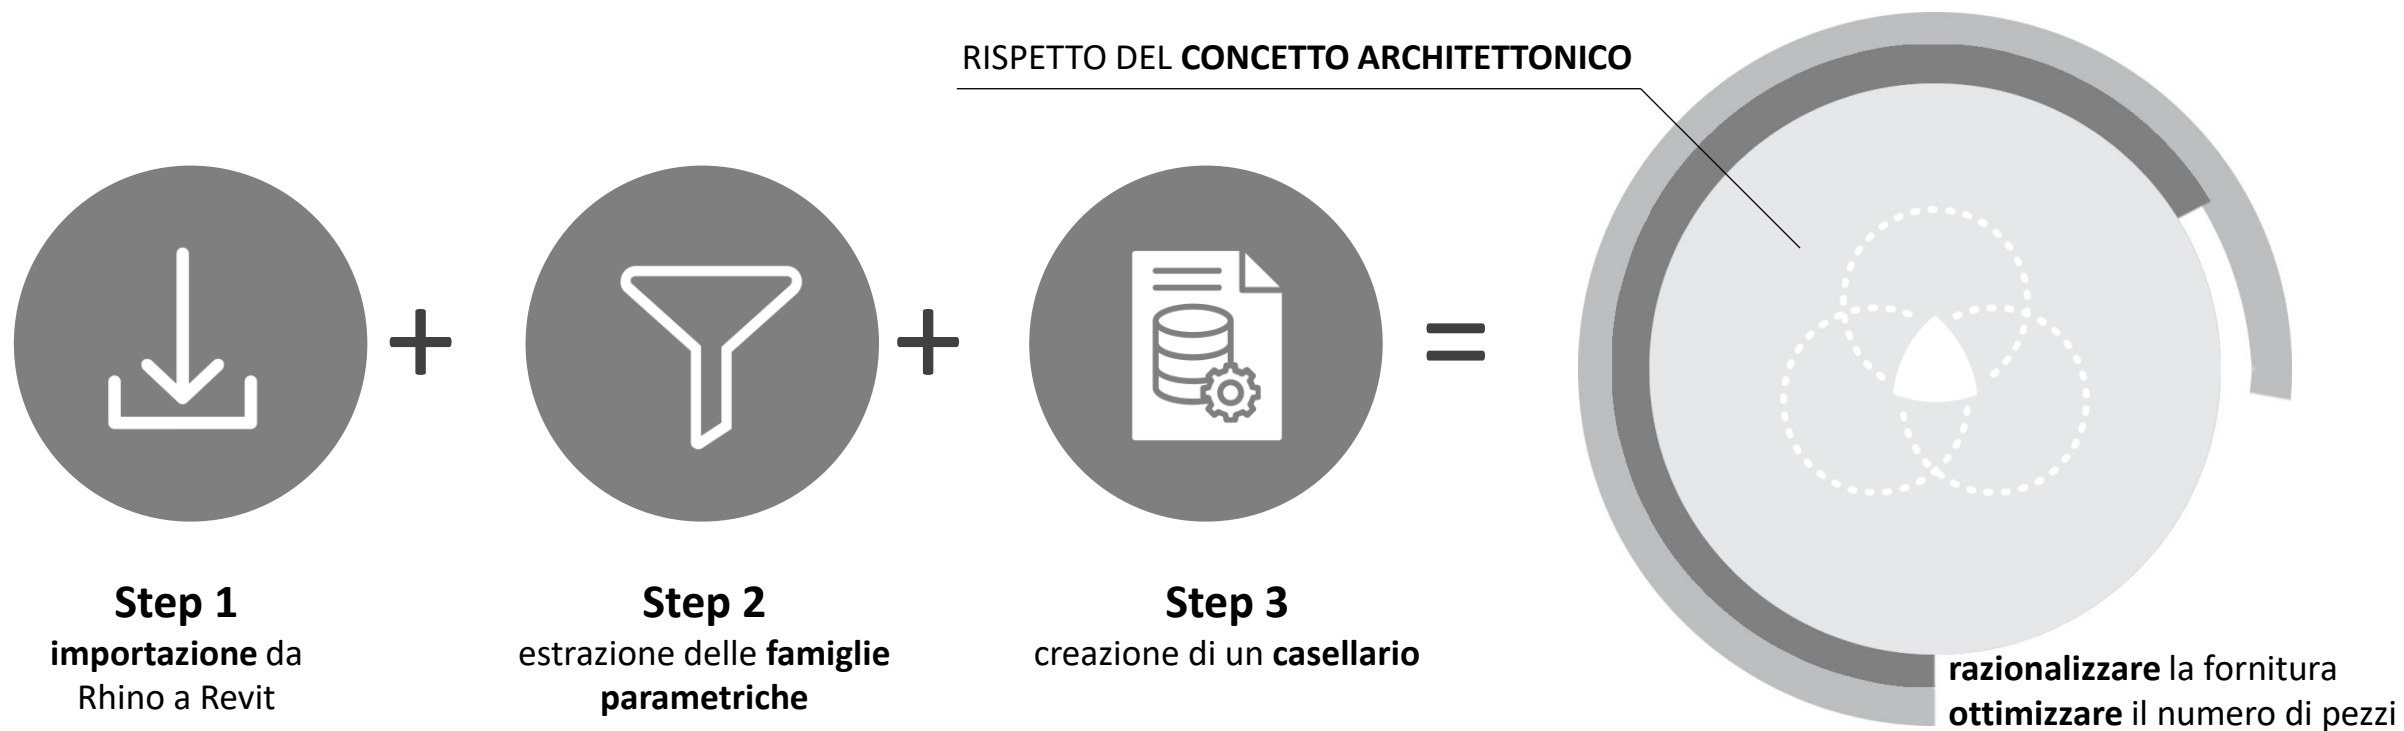 RISPETTO DEL CONCETTO ARCHITETTONICO
Step 1
importazione da
Rhino a Revit
Step 2
estrazione delle famiglie
parametriche
Step 3
creazione di un casellario
razionalizzare la fornitura
ottimizzare il numero di pezzi